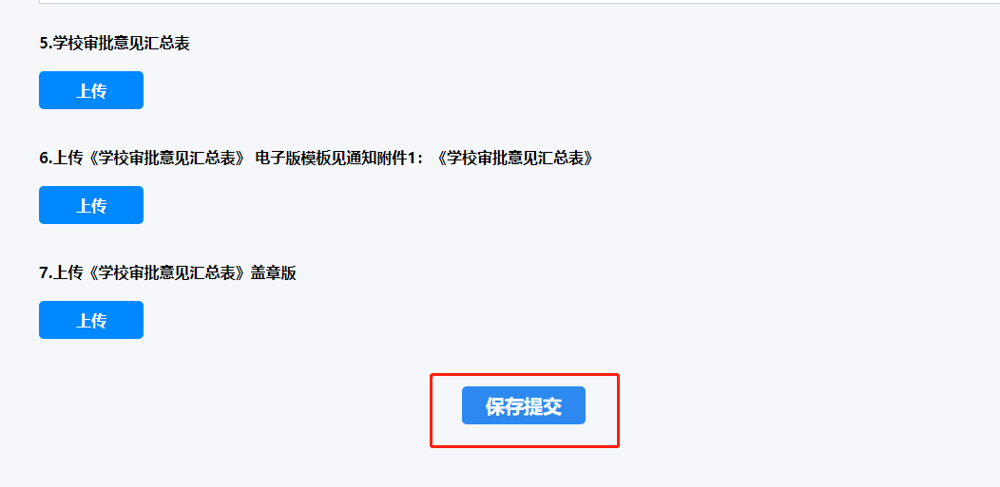 5.学校审批意见汇总表
上传
6.上传《学校审批意见汇总表》 电子版模板见通知附件1：《学校审批意见汇总表》
上传
7.上传《学校审批意见汇总表》盖章版
上传
保存提交